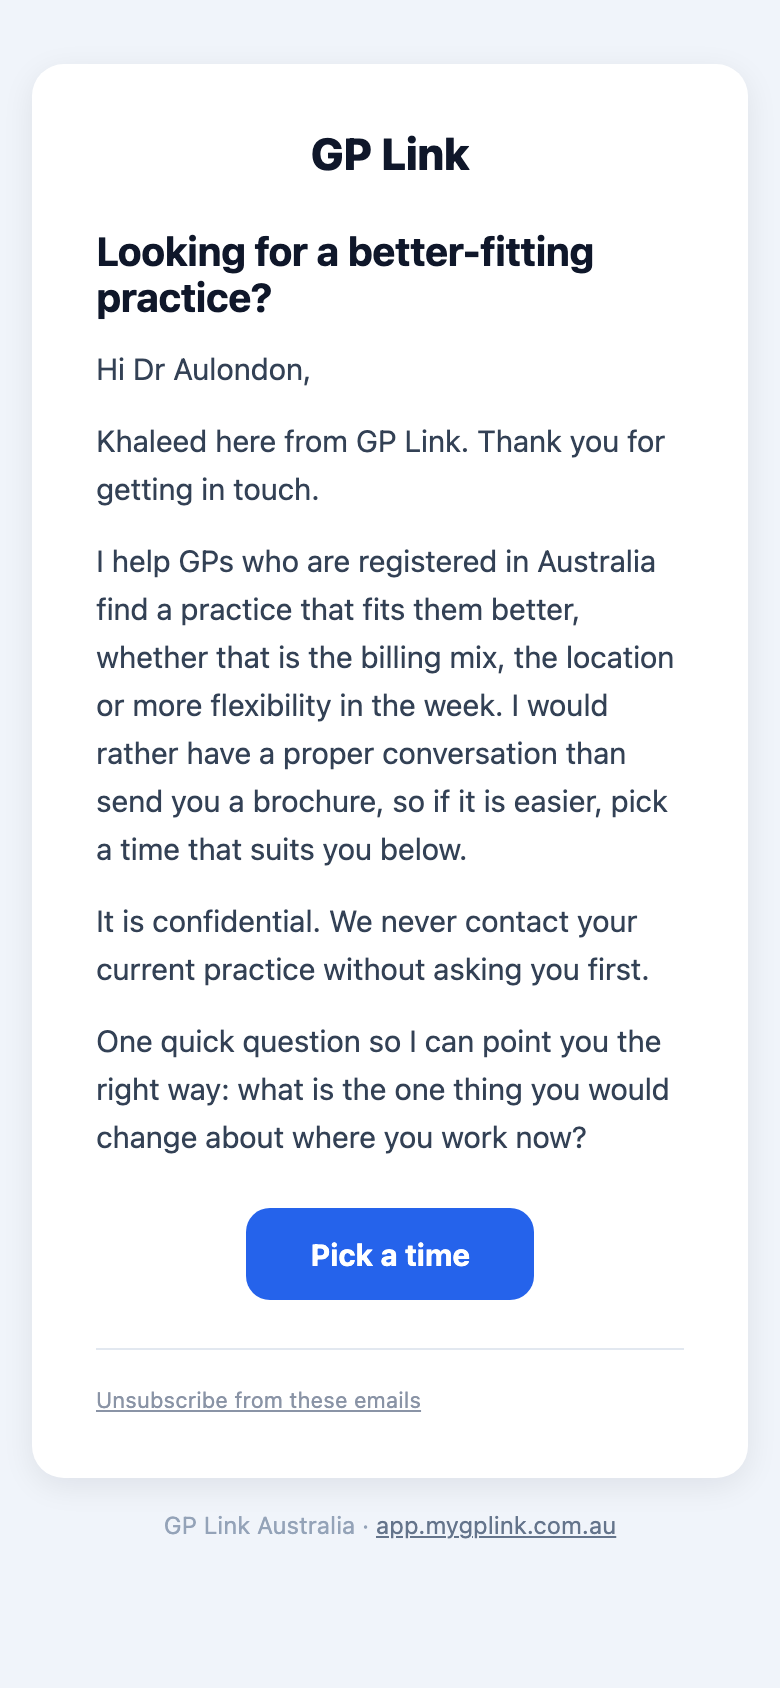 GP Link
Looking for a better-fitting
practice?
Hi Dr Aulondon,
Khaleed here from GP Link. Thank you for
getting in touch.
I help GPs who are registered in Australia
find a practice that fits them better,
whether that is the billing mix, the location
or more flexibility in the week. I would
rather have a proper conversation than
send you a brochure, so if it is easier, pick
a time that suits you below.
It is confidential. We never contact your
current practice without asking you first.
One quick question so I can point you the
right way: what is the one thing you would
change about where you work now?
Pick a time
Unsubscribe from these emails
GP Link Australia · app.mygplink.com.au